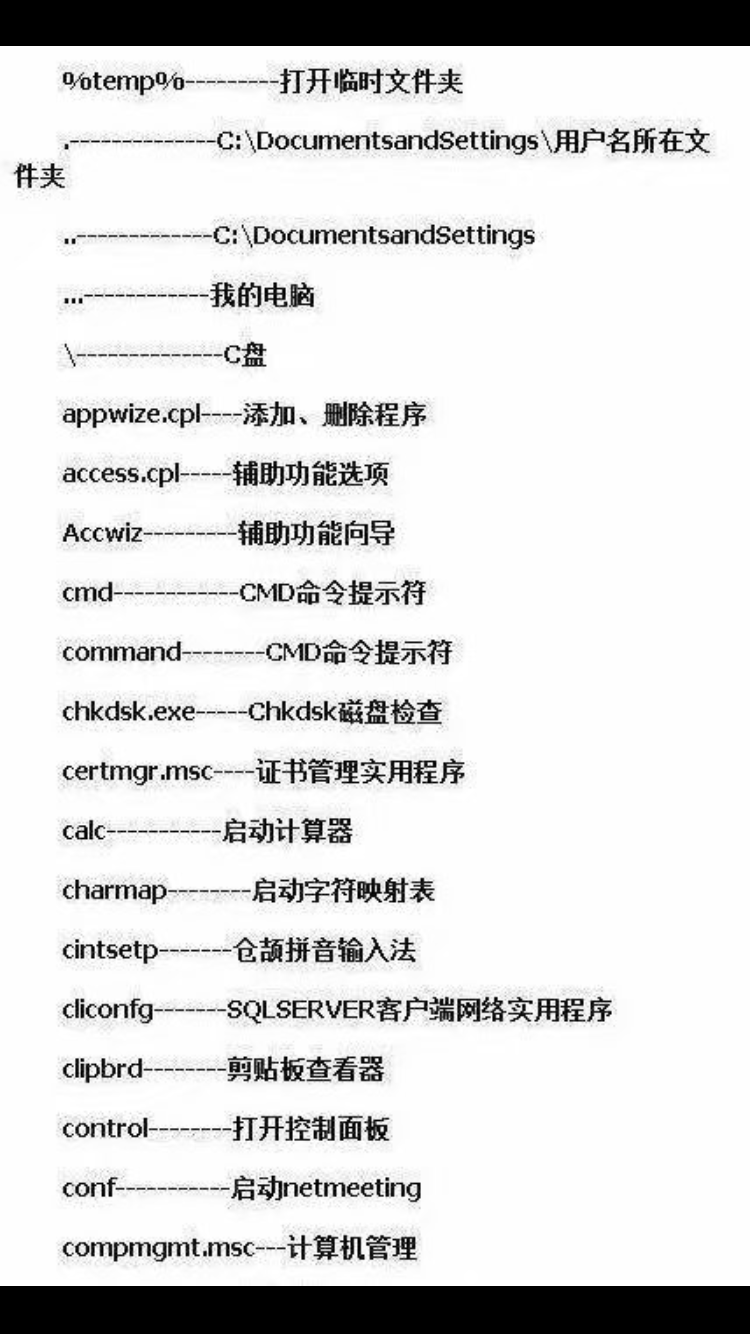 %temp%---------打开临时文件夹
.--------------C:\DocumentsandSettings\用户名所在文
件夹
..-------------C:\DocumentsandSettings
...------------我的电脑
\--------------C盘
appwize.cpl----添加、删除程序
access.cpl-----辅助功能选项
Accwiz---------辅助功能向导
cmd------------CMD命令提示符
command--------CMD命令提示符
chkdsk.exe-----Chkdsk磁盘检查
certmgr.msc----证书管理实用程序
calc-----------启动计算器
charmap--------启动字符映射表
cintsetp-------仓颉拼音输入法
cliconfg-------SQLSERVER客户端网络实用程序
clipbrd--------剪贴板查看器
control--------打开控制面板
conf-----------启动netmeeting
compmgmt.msc---计算机管理